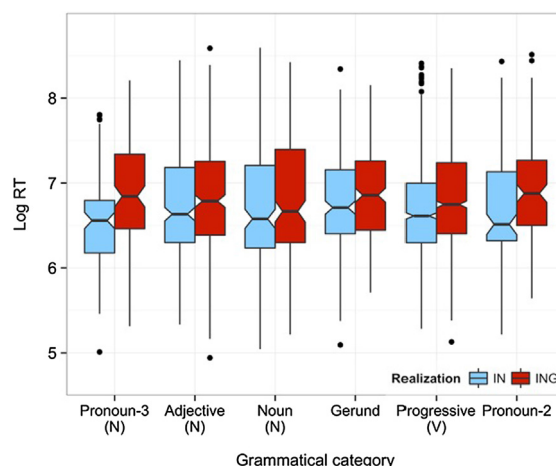 8
7
6
5
Log RT
Realization IN ING
Pronoun-3 Adjective Noun Gerund Progressive Pronoun-2
(N) (N) (N) (V)
Grammatical category